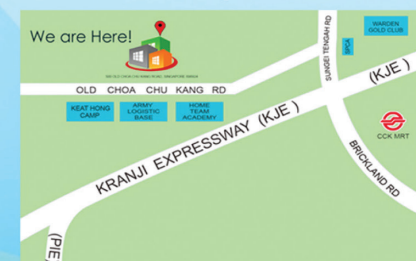 We are Here!
OLD CHOA CHU KANG RD
KEAT HONG
CAMP
ARMY
LOGISTIC
BASE
HOME
TEAM
ACADEMY
KRANJI EXPRESSWAY (KJE )
(KJE )
SUNGEI TENGAH RD
SPCA
WARDEN
GOLD CLUB
CCK MRT
BRICKLAND RD
(PIE